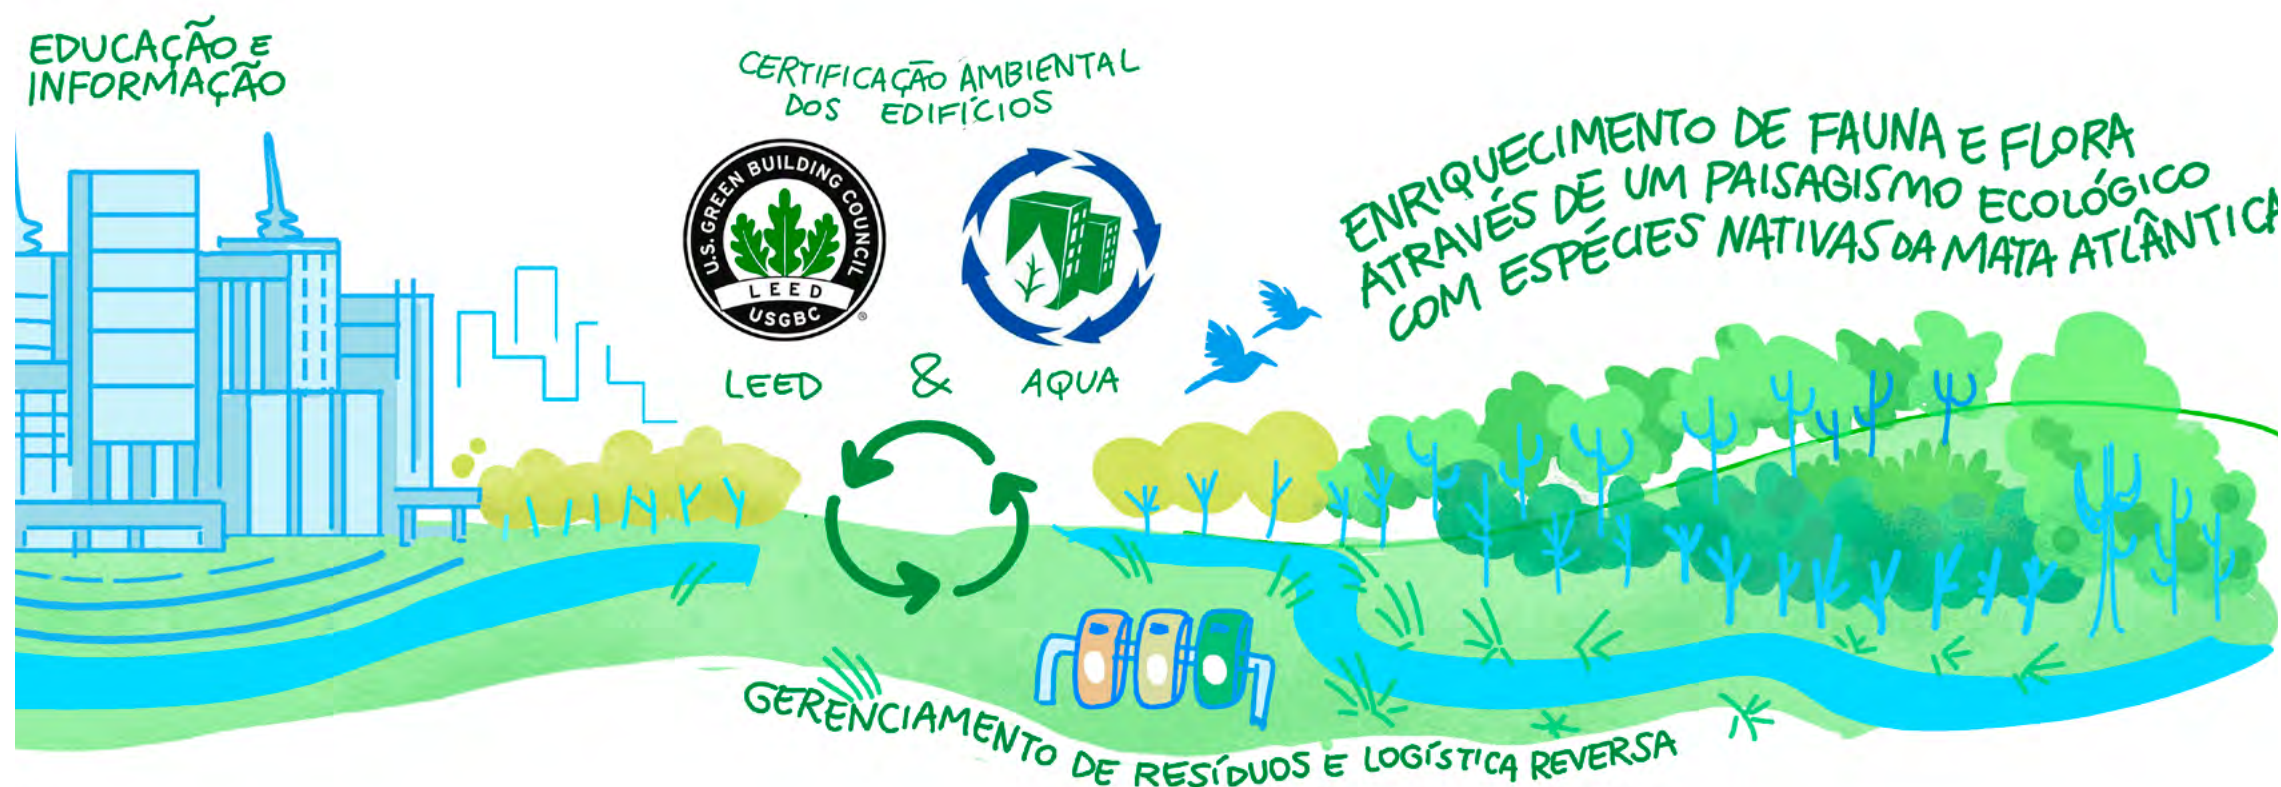 EDUCAÇÃO E
INFORMAÇÃO
CERTIFICAÇÃO AMBIENTAL
DOS EDIFÍCIOS
U.S. GREEN BUILDING COUNCIL
LEED
USGBC
®
LEED & AQUA
ENRIQUECIMENTO DE FAUNA E FLORA
ATRAVÉS DE UM PAISAGISMO ECOLÓGICO
COM ESPÉCIES NATIVAS DA MATA ATLÂNTICA
GERENCIAMENTO DE RESÍDUOS E LOGÍSTICA REVERSA